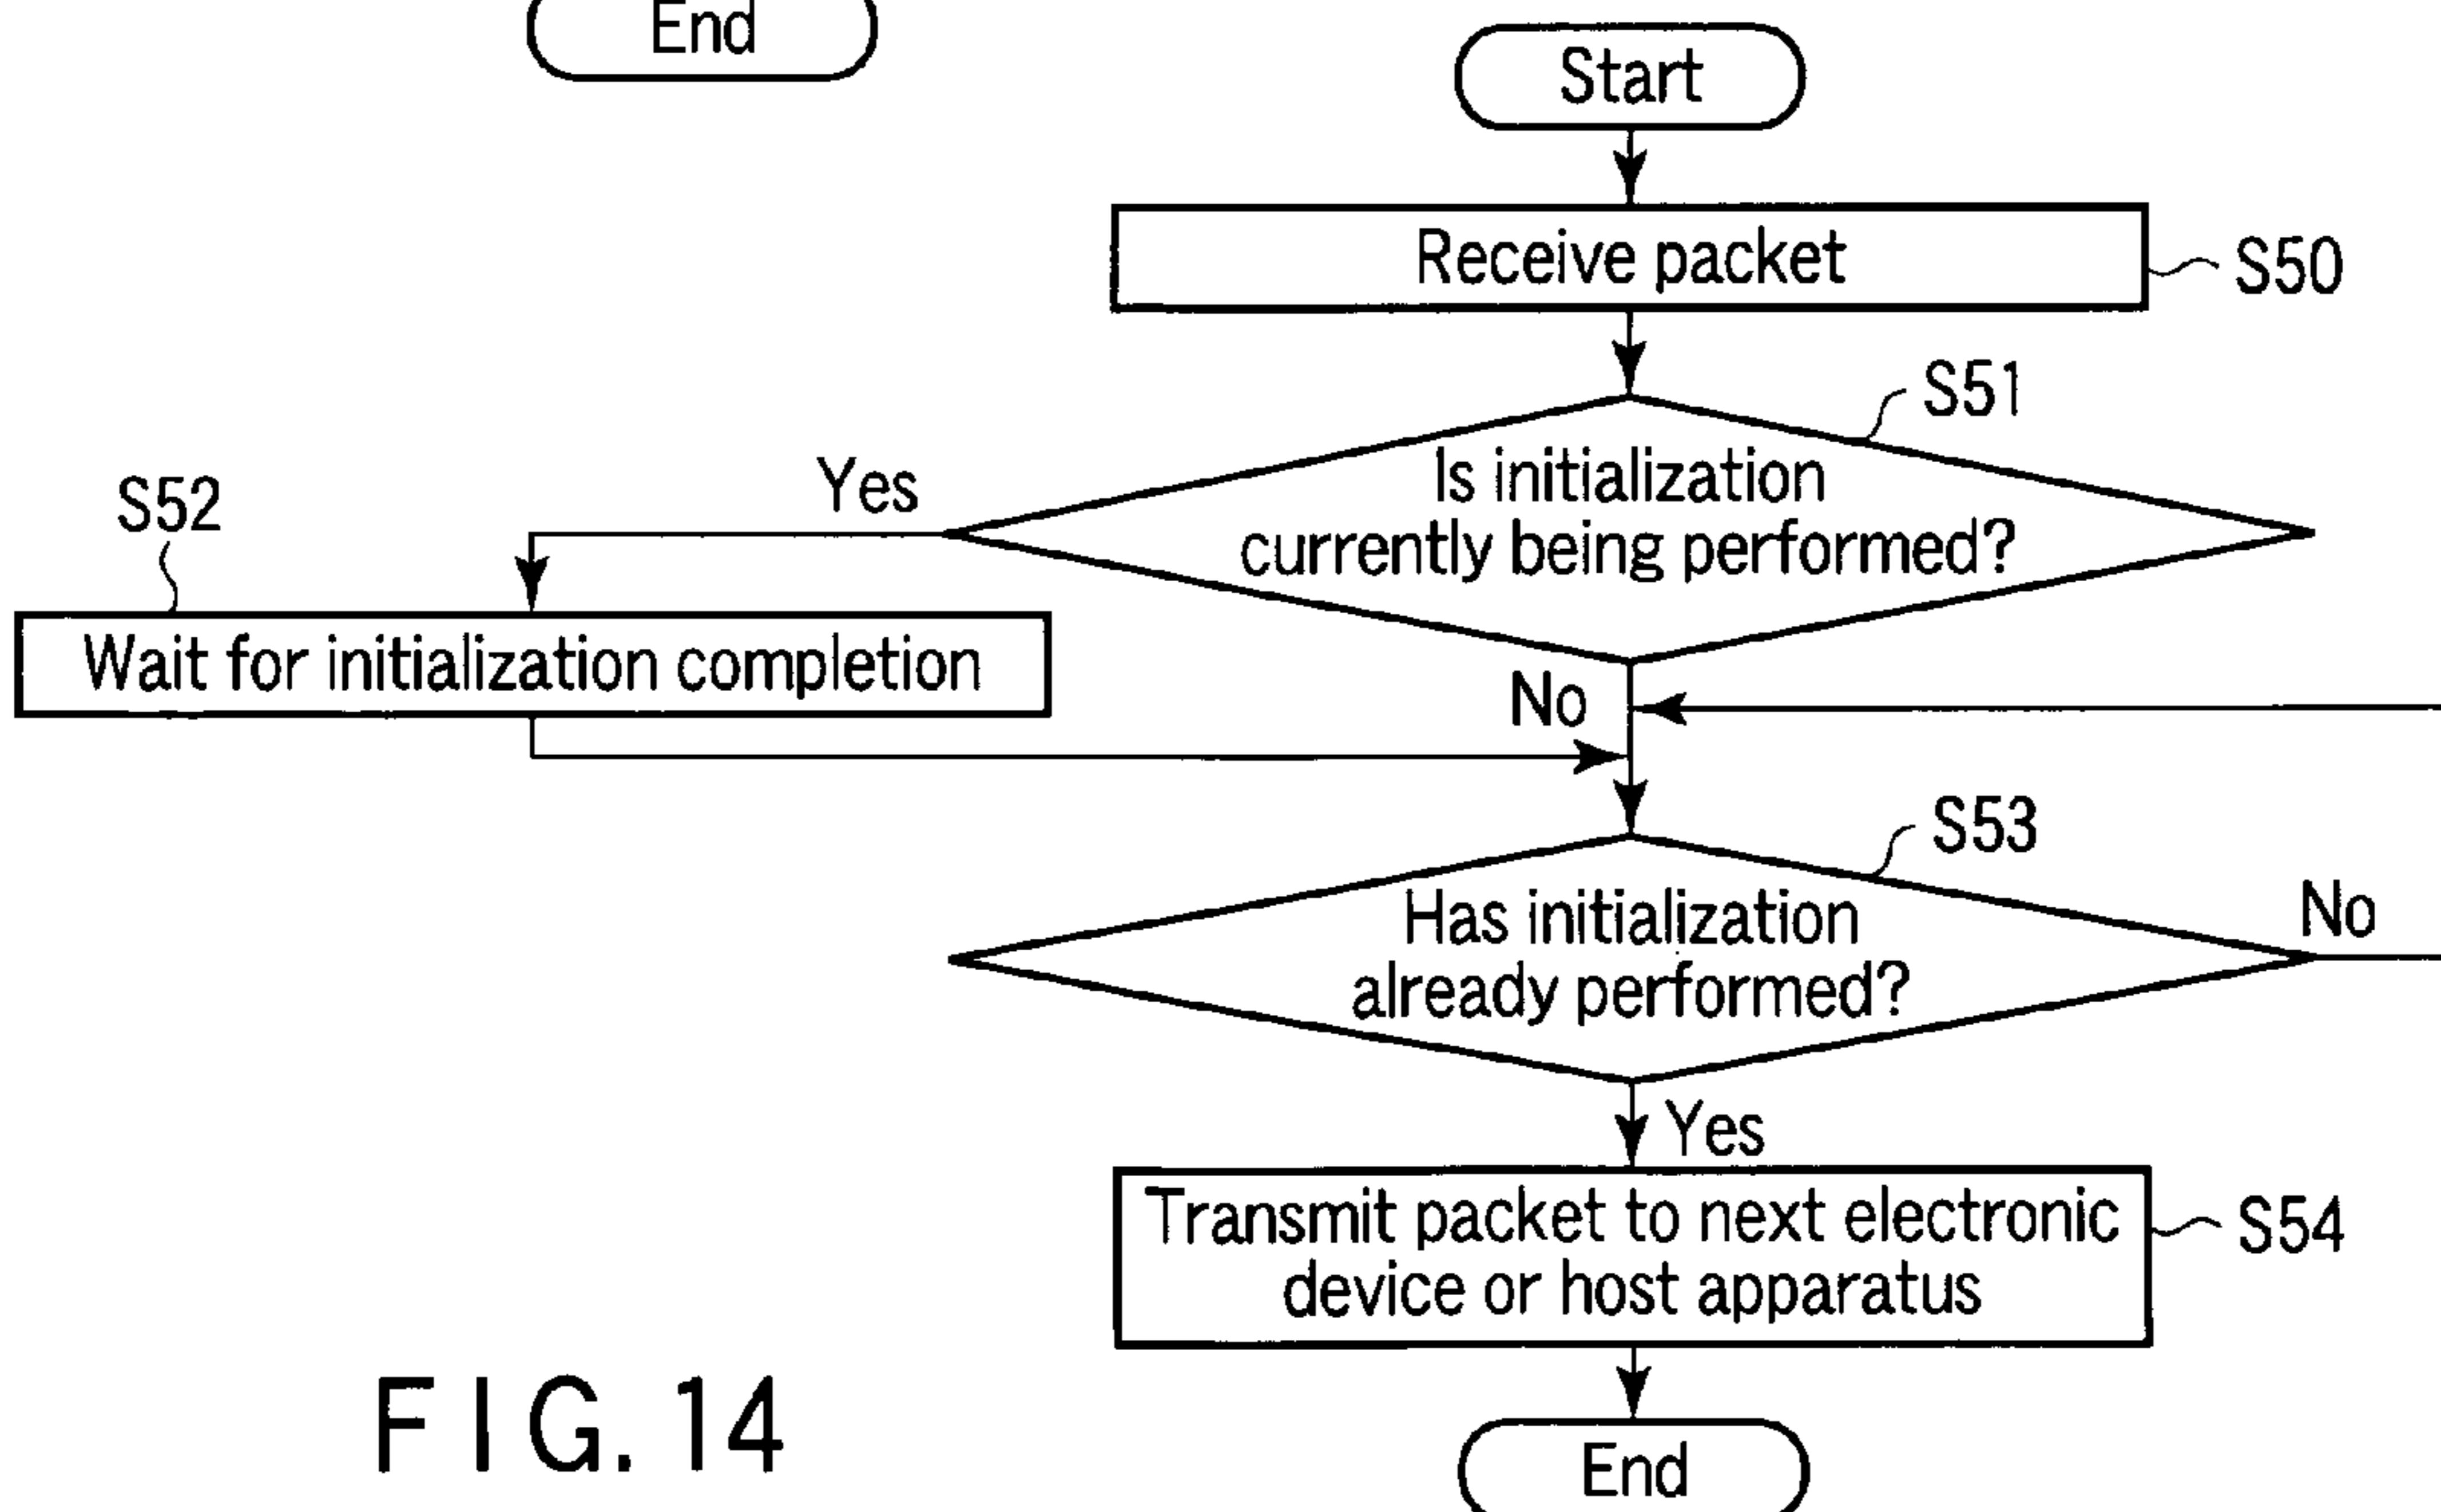 End
Start
Receive packet
S50
S51
Is initialization
currently being performed?
Yes
S52
Wait for initialization completion
No
S53
Has initialization
already performed?
No
Yes
Transmit packet to next electronic
device or host apparatus
S54
End
FIG. 14